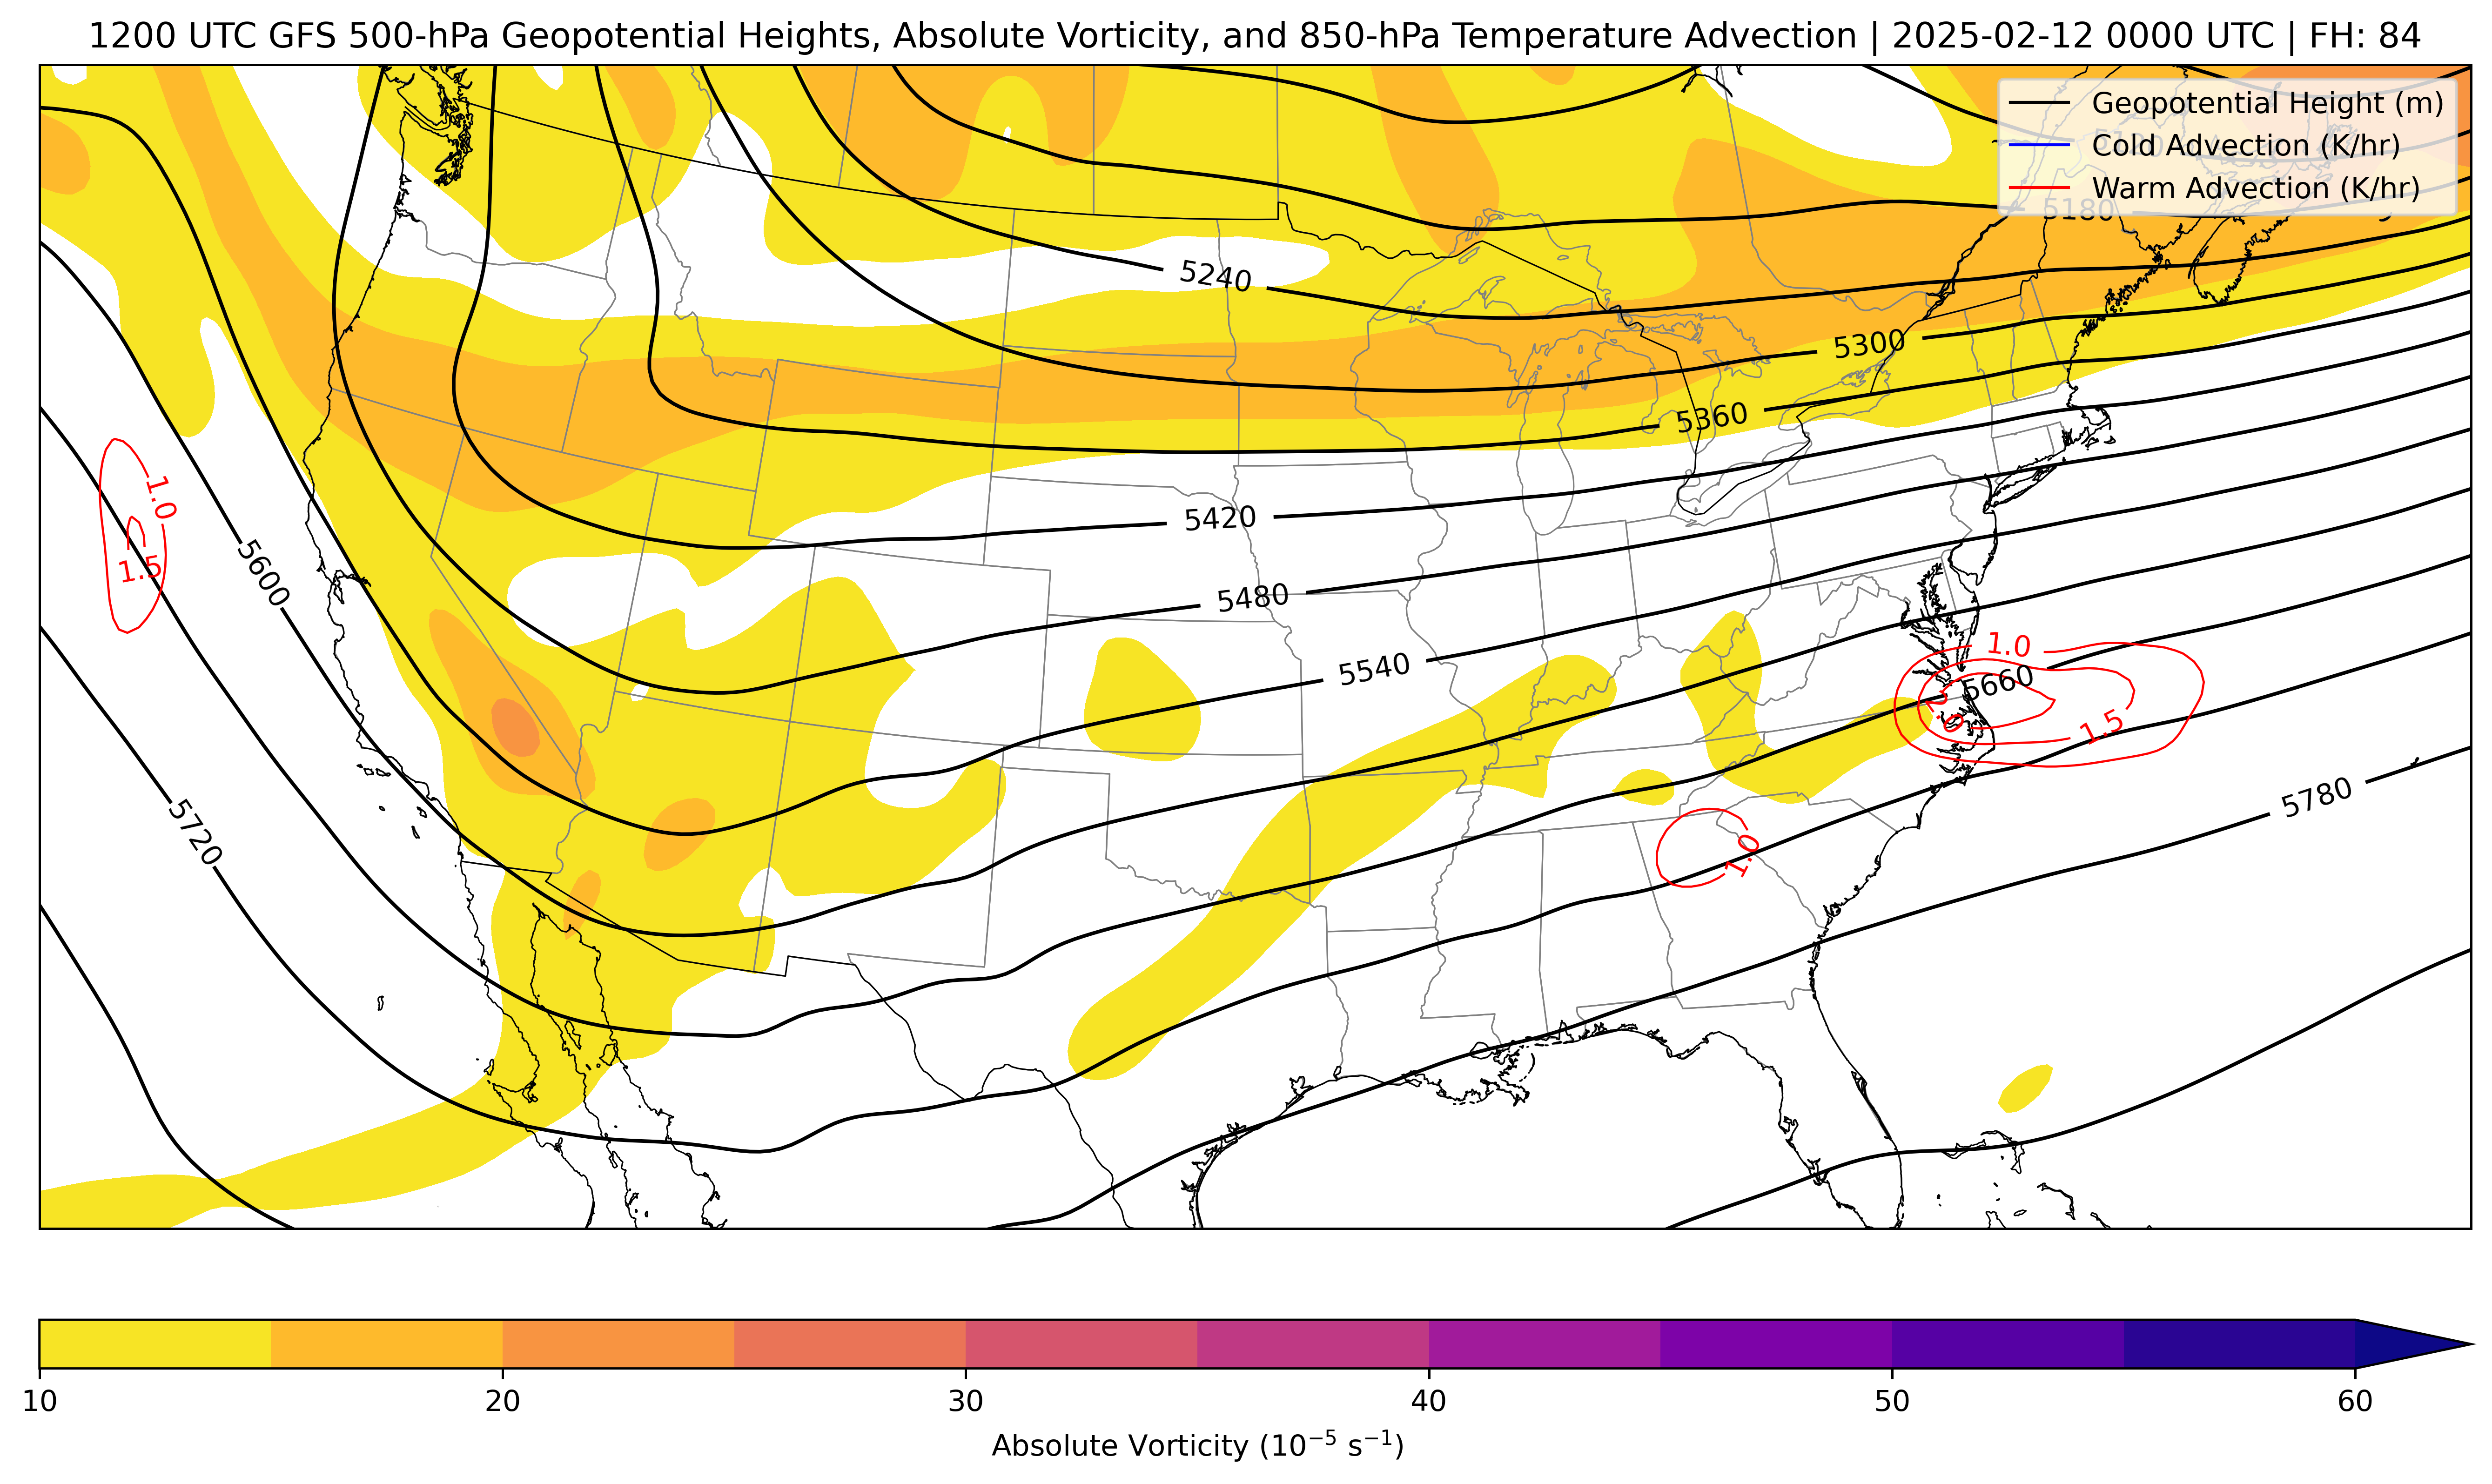 1200 UTC GFS 500-hPa Geopotential Heights, Absolute Vorticity, and 850-hPa Temperature Advection | 2025-02-12 0000 UTC | FH: 84
Geopotential Height (m)
Cold Advection (K/hr)
Warm Advection (K/hr)
5120
5180
5240
5300
5360
5420
1.0
1.5
5600
5480
5540
1.0
5660
1.5
5720
5780
1.0
10 20 30 40 50 60
Absolute Vorticity (10⁻⁵ s⁻¹)